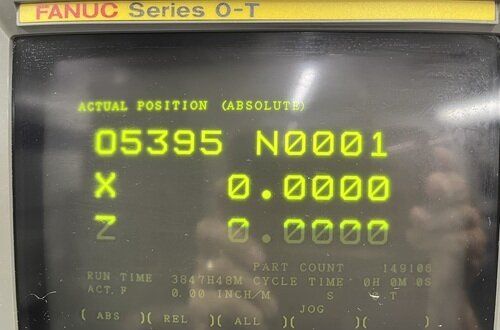 FANUC Series O-T
ACTUAL POSITION (ABSOLUTE)
O5395 N0001
X 0.0000
Z 0.0000
PART COUNT 149106
RUN TIME 3847H48M CYCLE TIME 0H 0M 0S
ACT.F 0.00 INCH/M S T
JOG
( ABS )( REL )( ALL )( )( )